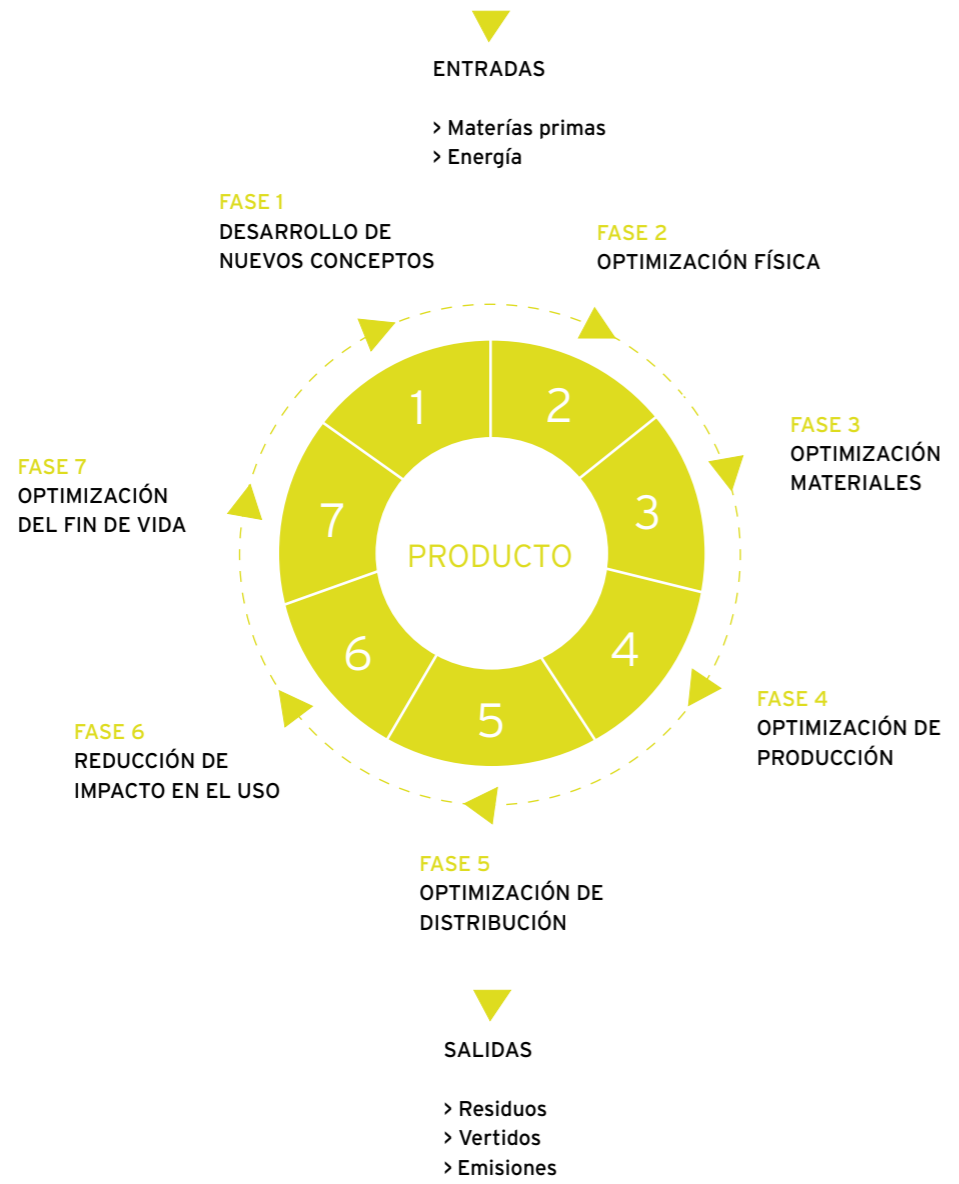 ENTRADAS
> Materías primas
> Energía
FASE 1
DESARROLLO DE
NUEVOS CONCEPTOS
FASE 2
OPTIMIZACIÓN FÍSICA
FASE 3
OPTIMIZACIÓN
MATERIALES
FASE 4
OPTIMIZACIÓN DE
PRODUCCIÓN
FASE 5
OPTIMIZACIÓN DE
DISTRIBUCIÓN
FASE 6
REDUCCIÓN DE
IMPACTO EN EL USO
FASE 7
OPTIMIZACIÓN
DEL FIN DE VIDA
1
2
3
4
5
6
7
PRODUCTO
SALIDAS
> Residuos
> Vertidos
> Emisiones